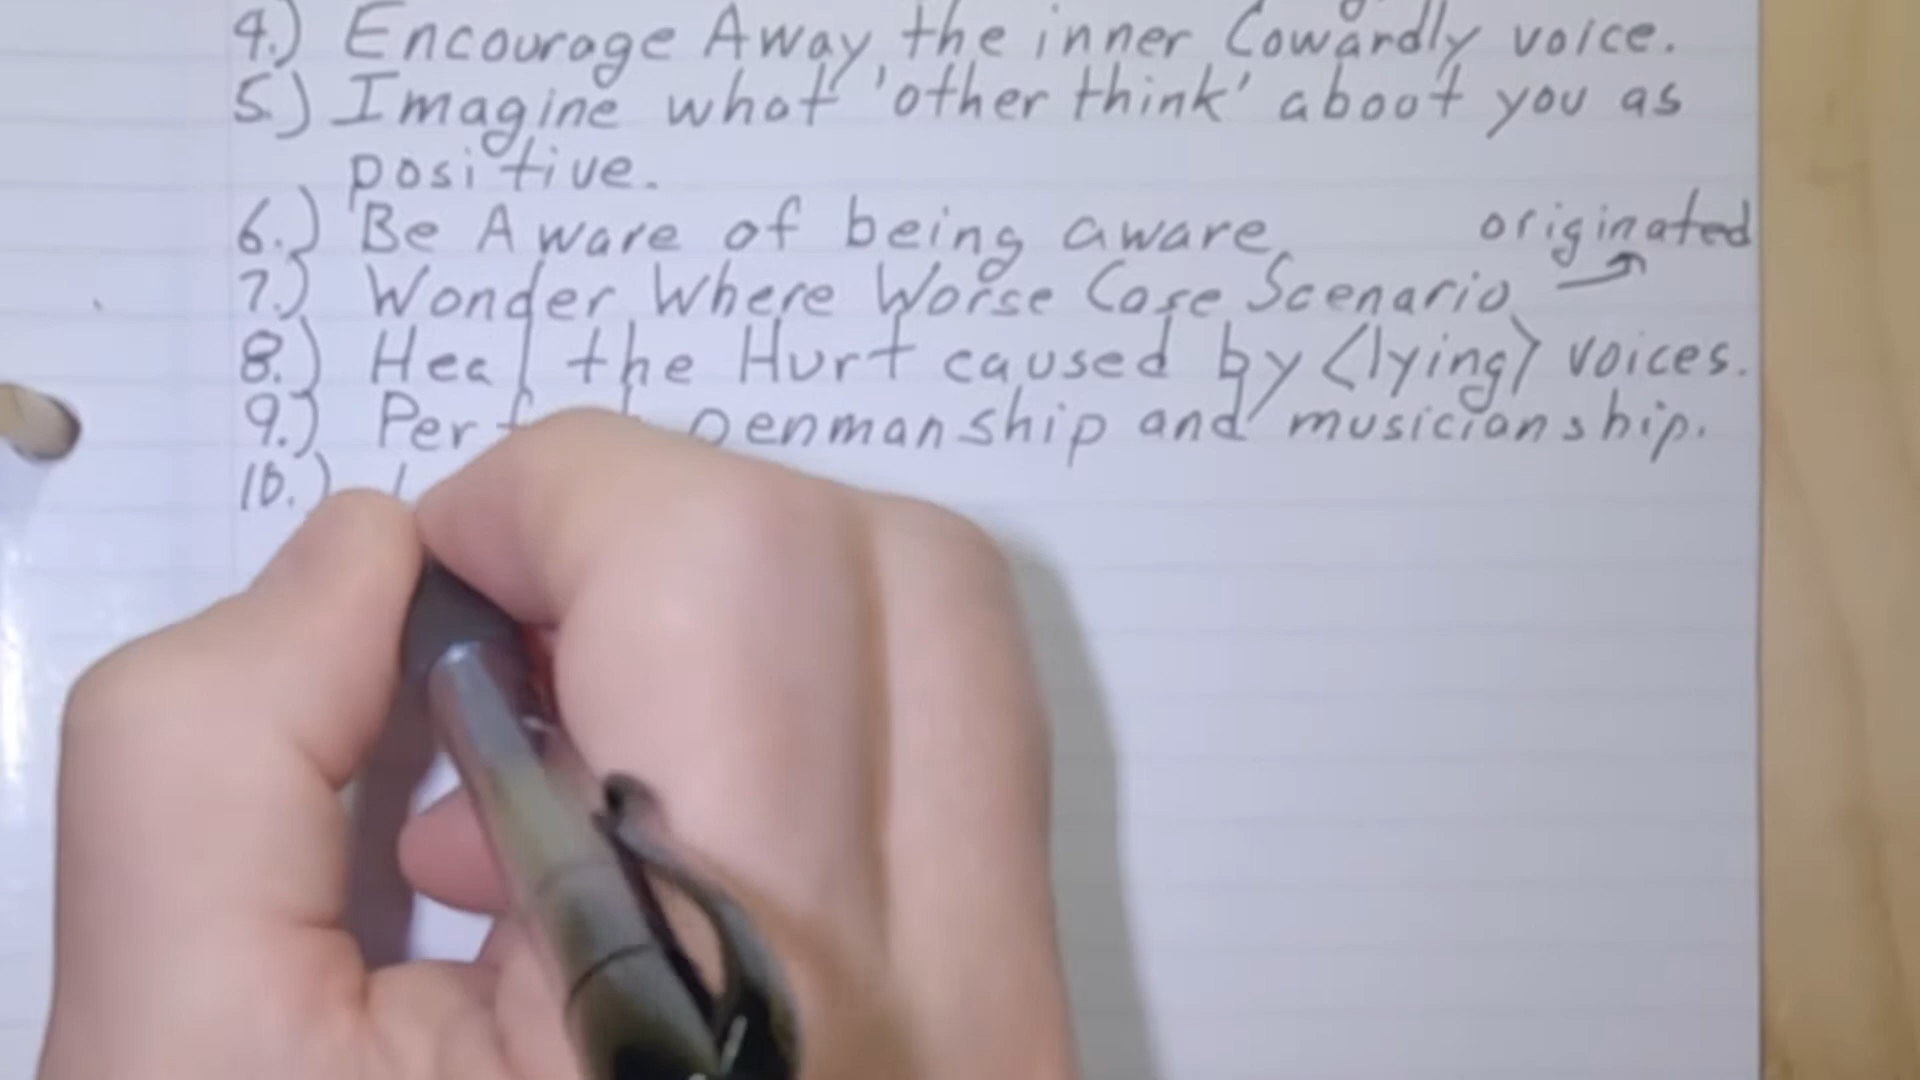 4.) Encourage Away, the inner Cowardly voice.
5.) Imagine what 'other think' about you as
positive.
6.) Be Aware of being aware. originated
7.) Wonder Where Worse Case Scenario
8.) Heal the Hurt caused by <lying> voices.
9.) penmanship and musicianship.
10.)